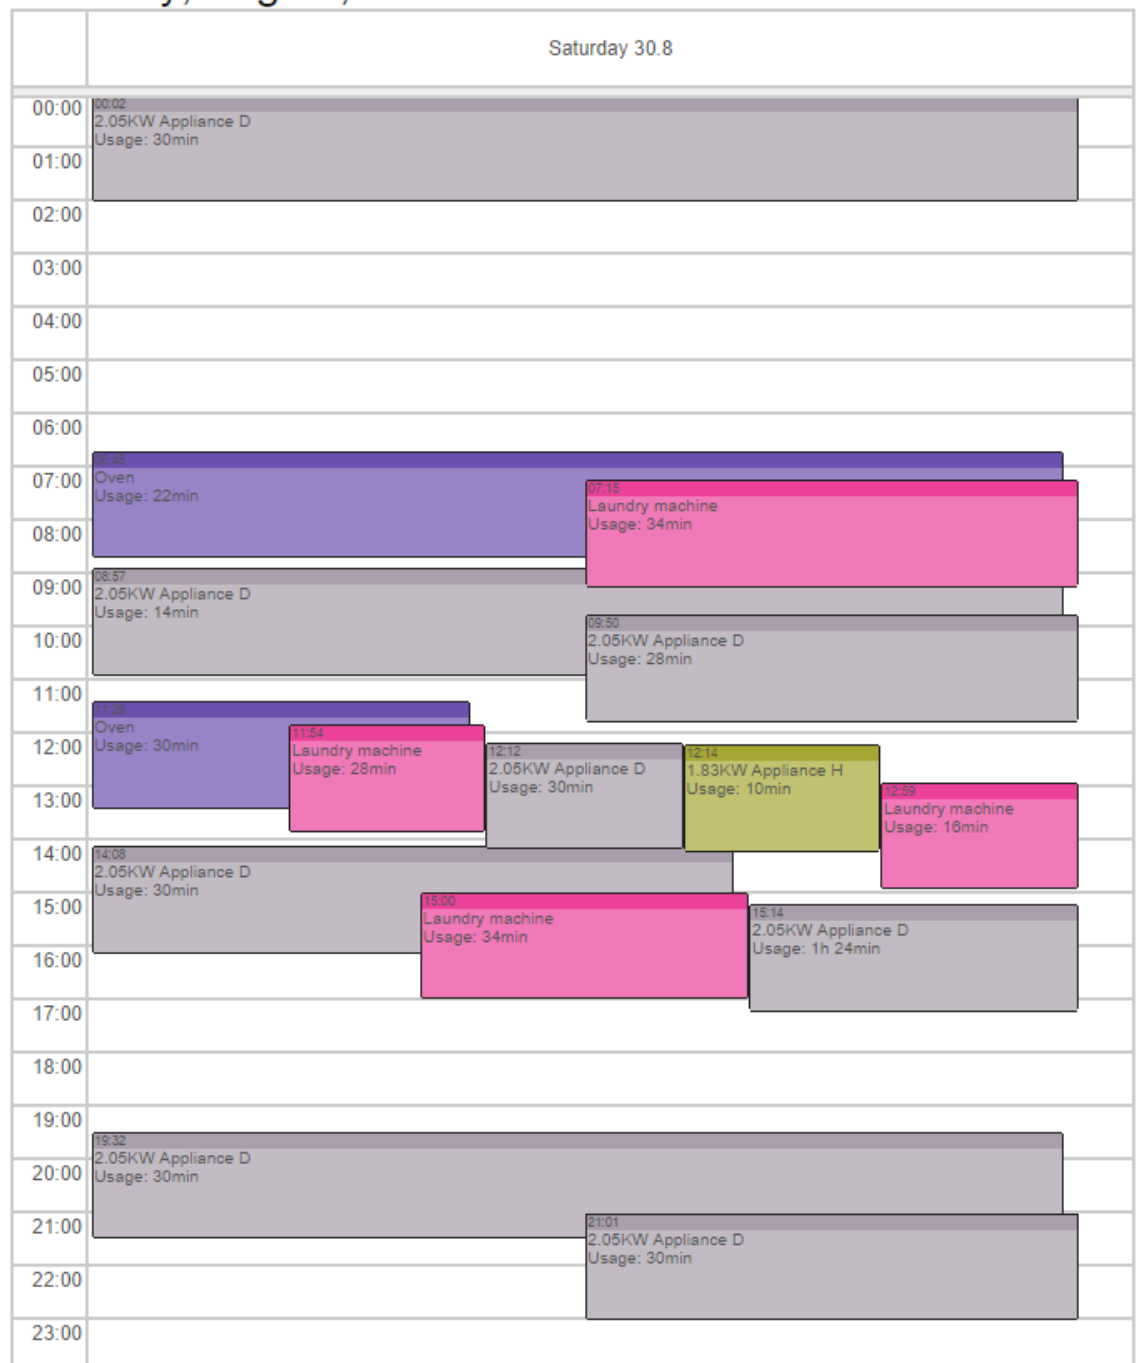 Saturday 30.8
00:00
00:02
2.05KW Appliance D
Usage: 30min
01:00
02:00
03:00
04:00
05:00
06:00
06:45
07:00
Oven
Usage: 22min
07:15
Laundry machine
Usage: 34min
08:00
08:57
09:00
2.05KW Appliance D
Usage: 14min
09:50
10:00
2.05KW Appliance D
Usage: 28min
11:00
Oven
Usage: 30min
11:54
Laundry machine
Usage: 28min
12:00
12:12
2.05KW Appliance D
Usage: 30min
12:14
1.83KW Appliance H
Usage: 10min
12:59
Laundry machine
Usage: 16min
13:00
14:00
14:08
2.05KW Appliance D
Usage: 30min
15:00
15:00
Laundry machine
Usage: 34min
15:14
2.05KW Appliance D
Usage: 1h 24min
16:00
17:00
18:00
19:00
19:32
2.05KW Appliance D
Usage: 30min
20:00
21:00
21:01
2.05KW Appliance D
Usage: 30min
22:00
23:00